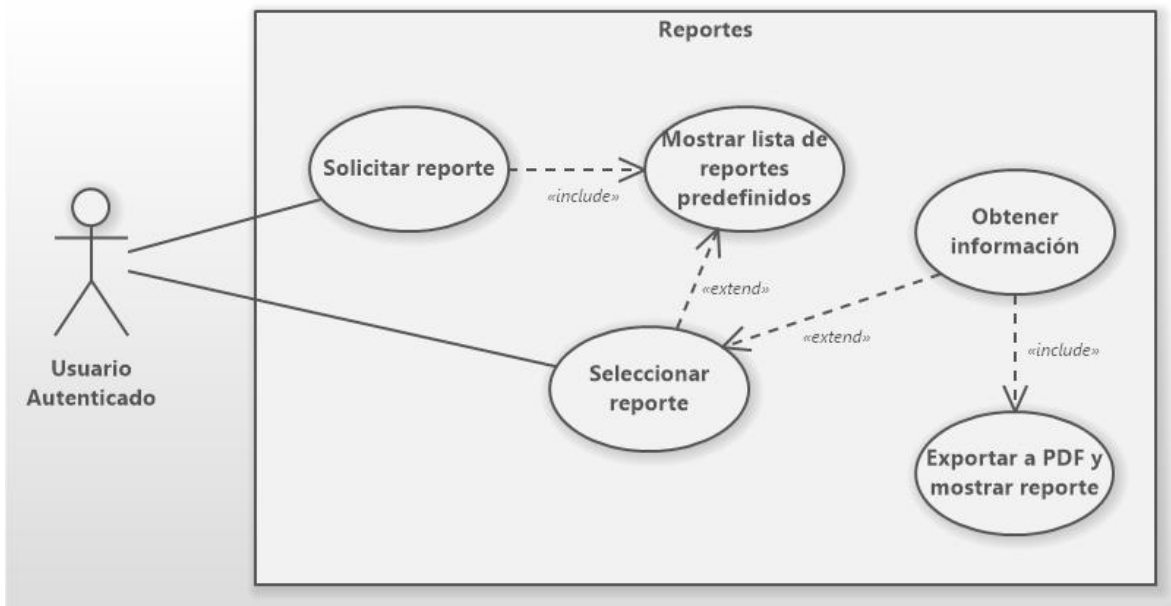 Reportes
Solicitar reporte
«include»
Mostrar lista de
reportes
predefinidos
Obtener
información
«extend»
«extend»
«include»
Usuario
Autenticado
Seleccionar
reporte
Exportar a PDF y
mostrar reporte